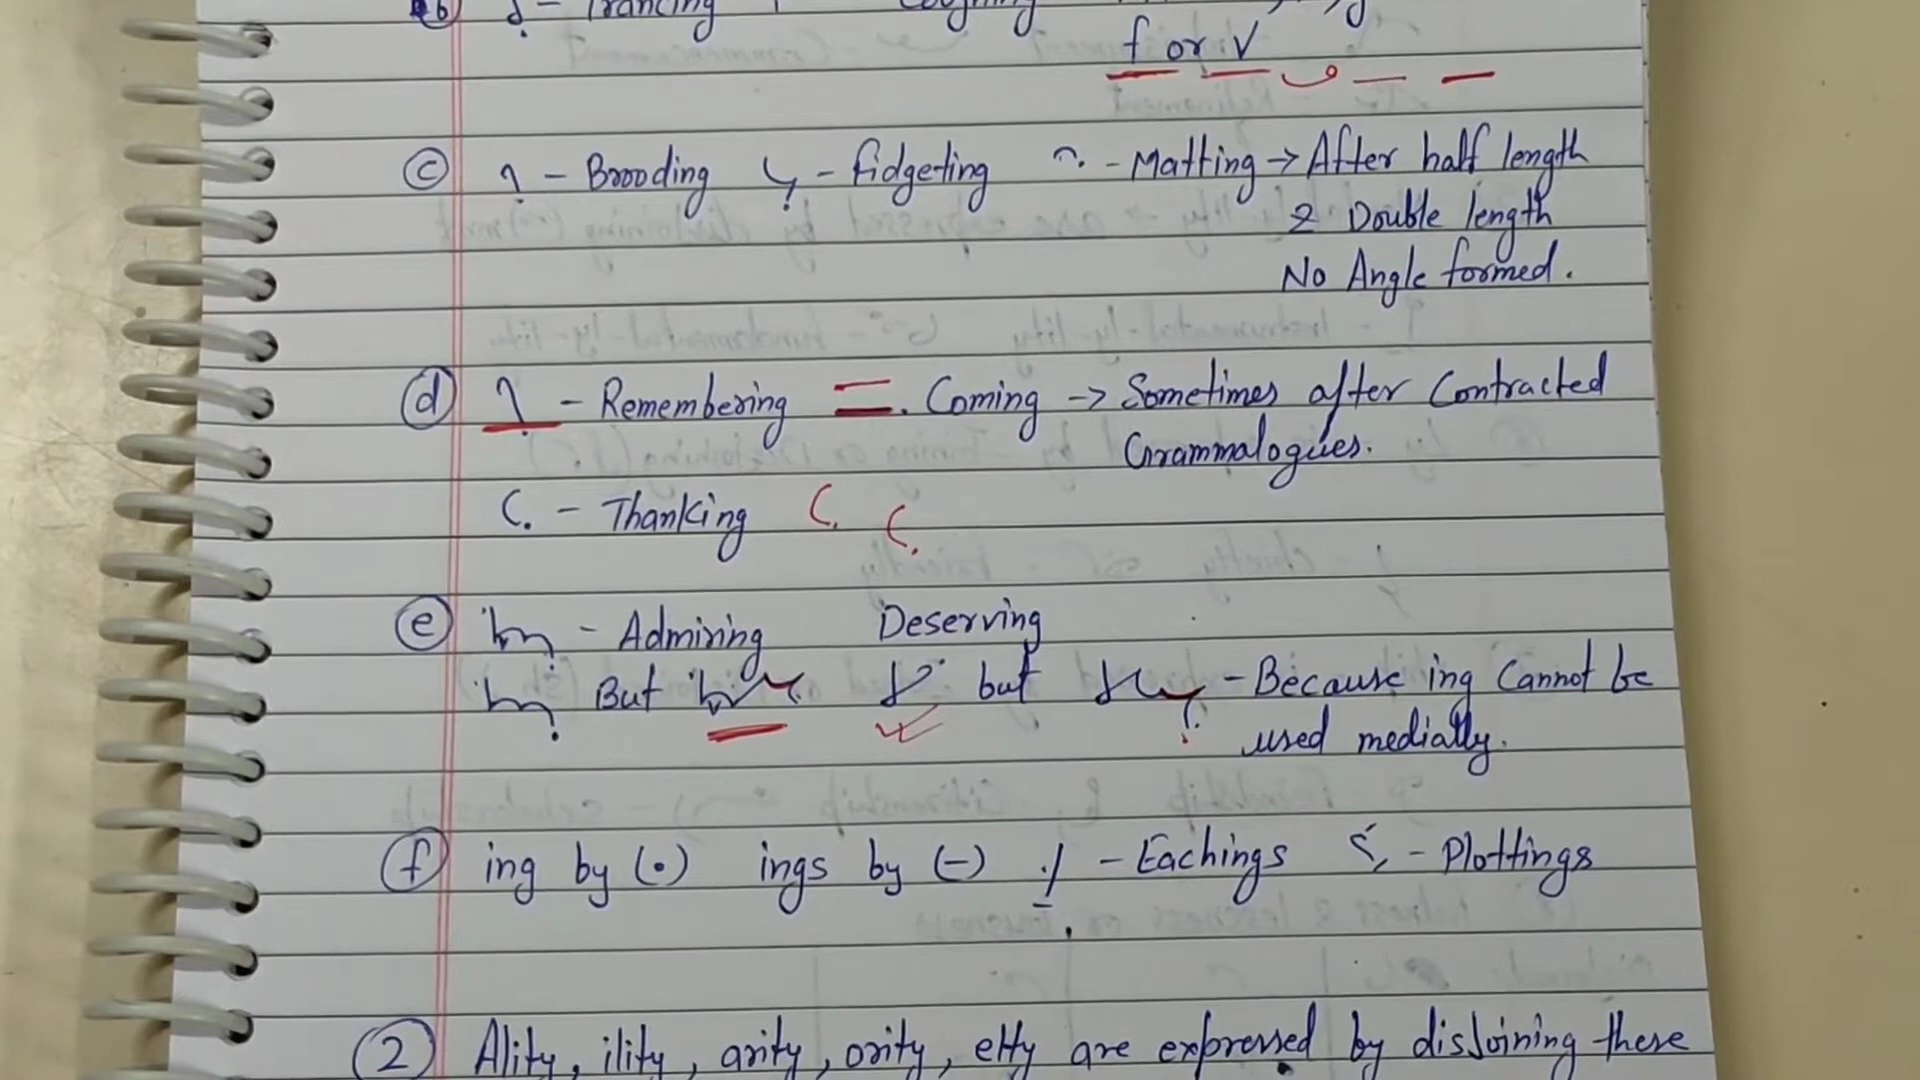 (b) - Prancing
f or V
(c) - Brooding - Fidgeting - Matting → After half length
& Double length
No Angle formed.
(d) - Remembering Coming → Sometimes after Contracted
Grammalogues.
- Thanking
(e) - Admiring Deserving
But but - Because ing Cannot be
used medially.
(f) ing by (•) ings by (-) - Eachings - Plottings
(2) Ality, ility, arity, ority, etty are expressed by disjoining these